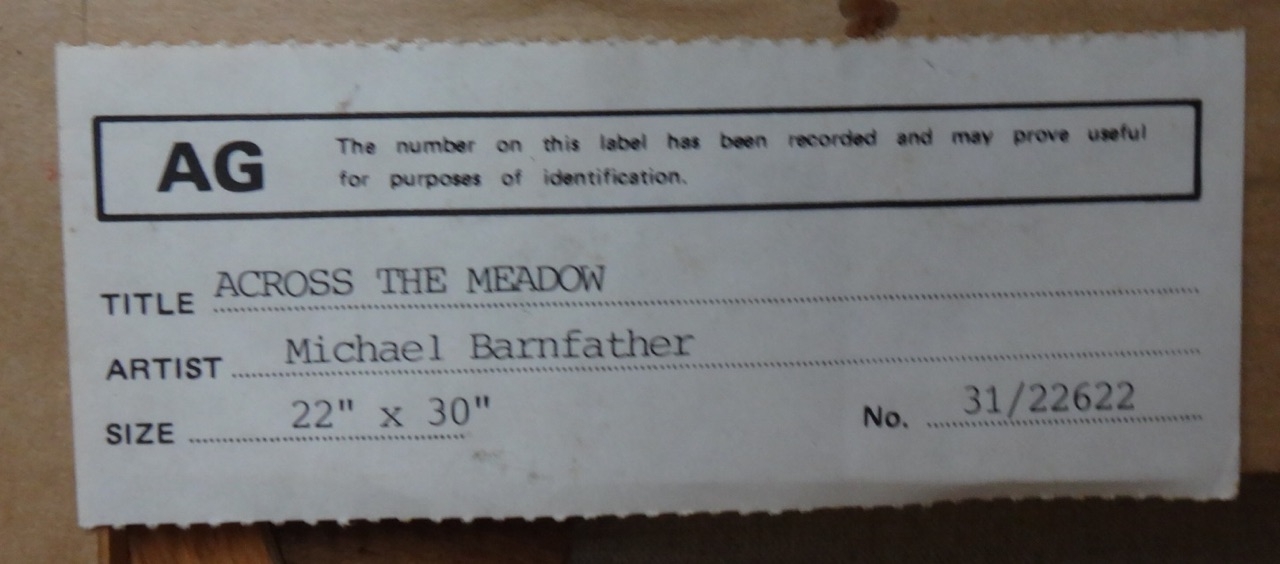 AG
The number on this label has been recorded and may prove useful
for purposes of identification.
TITLE ACROSS THE MEADOW
ARTIST Michael Barnfather
SIZE 22" x 30" No. 31/22622